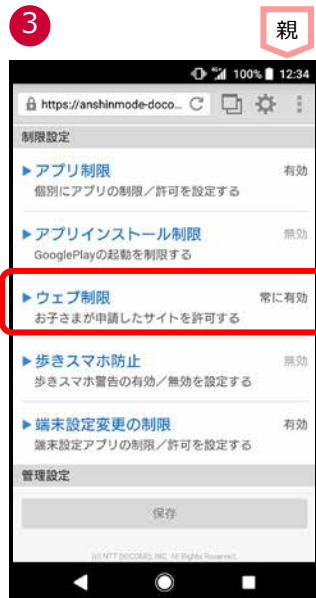 3
親
100% 12:34
https://anshinmode-doco...
制限設定
▶アプリ制限 有効
個別にアプリの制限／許可を設定する
▶アプリインストール制限 無効
GooglePlayの起動を制限する
▶ウェブ制限 常に有効
お子さまが申請したサイトを許可する
▶歩きスマホ防止 無効
歩きスマホ警告の有効／無効を設定する
▶端末設定変更の制限 有効
端末設定アプリの制限／許可を設定する
管理設定
保存
(c) NTT DOCOMO, INC. All Rights Reserved.